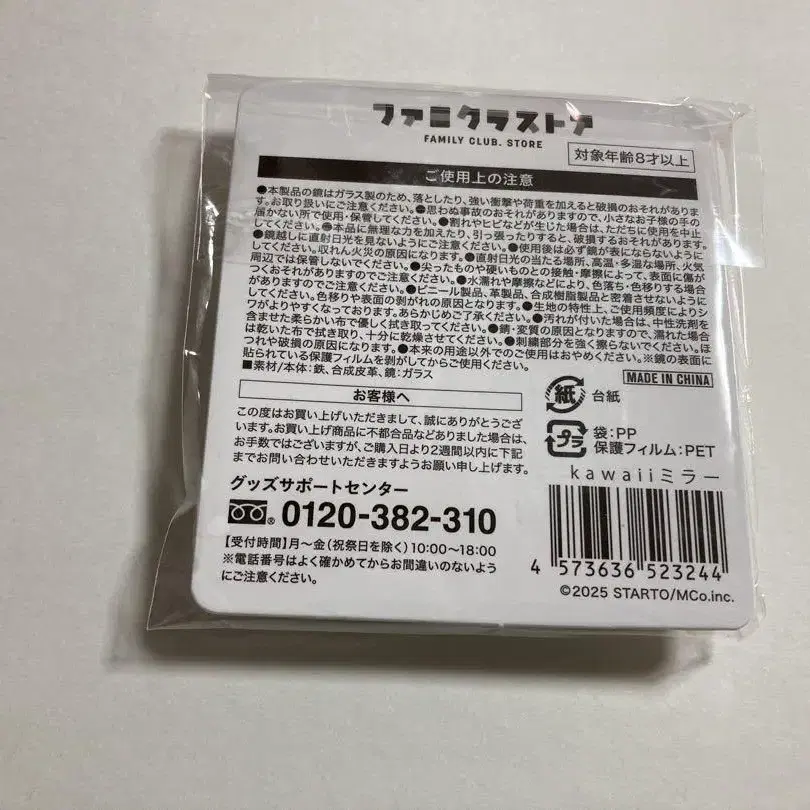 ファミクラストア
FAMILY CLUB. STORE
対象年齢8才以上
ご使用上の注意
●本製品の鏡はガラス製のため、落としたり、強い衝撃や荷重を加えると破損のおそれがありま
す。お取り扱いにご注意ください。●思わぬ事故のおそれがありますので、小さなお子様の手の
届かない所で使用・保管してください。●割れやヒビなどが生じた場合は、ただちに使用を中止
してください。●本品に無理な力を加えたり、引っ張ったりすると、破損するおそれがあります。
●鏡越しに直射日光を見ないようにご注意ください。●使用後は必ず鏡が表にならないように
してください。収れん火災の原因になります。●直射日光の当たる場所、高温・多湿な場所、火気
周辺では保管しないでください。●尖ったものや硬いものとの接触・摩擦によって、表面に傷が
つくおそれがありますのでご注意ください。●水濡れや摩擦などにより、色落ち・色移りする場合
がありますのでご注意ください。●ビニール製品、革製品、合成樹脂製品と密着させないように
してください。色移りや表面の剥がれの原因となります。●生地の特性上、ご使用頻度によりシ
ワがよりやすくなっております。あらかじめご了承ください。●汚れが付いた場合は、中性洗剤を
含ませた柔らかい布で優しく拭き取ってください。●錆・変質の原因となりますので、濡れた場合
は乾いた布で拭き取り、十分に乾燥させてください。●刺繍部分を強く擦らないでください。ほ
つれや破損の原因になります。●本来の用途以外でのご使用はおやめください。※鏡の表面に
貼られている保護フィルムを剥がしてからご使用ください。
■素材/本体:鉄、合成皮革、鏡:ガラス
MADE IN CHINA
お客様へ
この度はお買い上げいただきまして、誠にありがとうござ
います。お買い上げ商品に不都合品などありました場合は、
お手数ではございますが、ご購入日より2週間以内に下記
までお問い合わせいただきますようお願い申し上げます。
グッズサポートセンター
0120-382-310
【受付時間】月～金(祝祭日を除く)10:00～18:00
※電話番号はよく確かめてからお間違いのないよう
にご注意ください。
紙 台紙
プラ 袋:PP
保護フィルム:PET
kawaiiミラー
4 573636 523244
©2025 STARTO/MCo.inc.